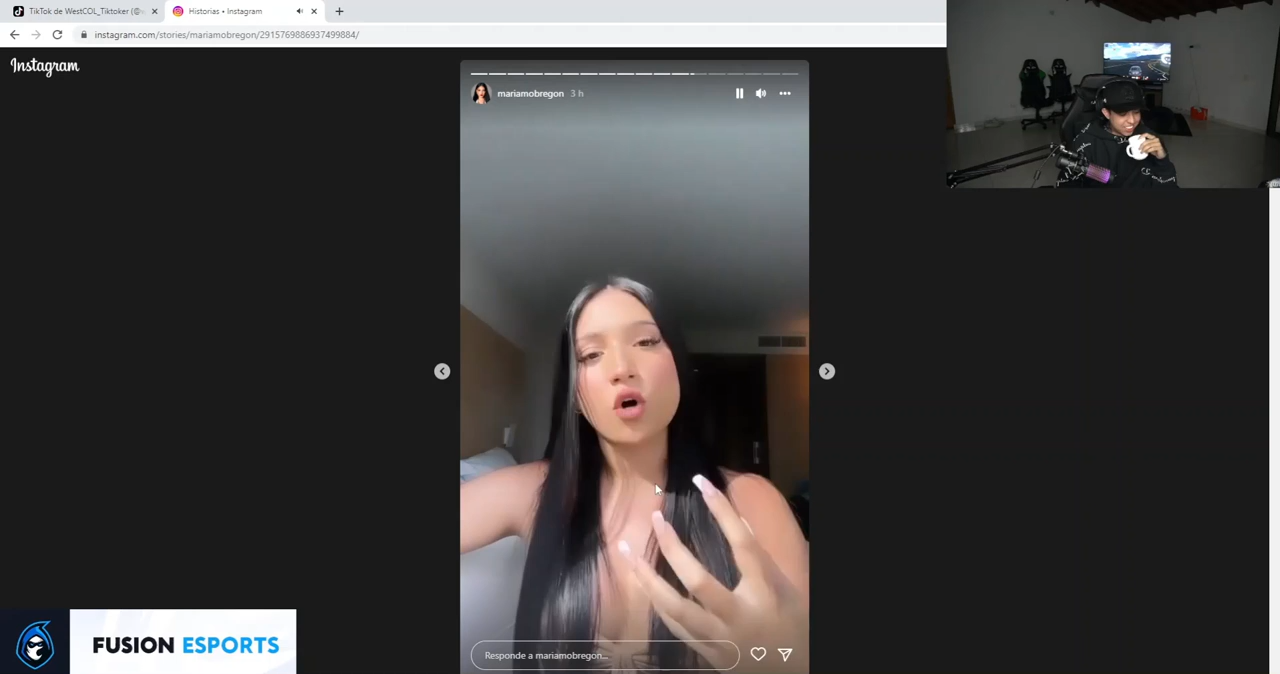 TikTok de WestCOL_Tiktoker (@
Historias • Instagram
instagram.com/stories/mariamobregon/2915769886937499884/
Instagram
mariamobregon 3 h
Responde a mariamobregon...
FUSION ESPORTS